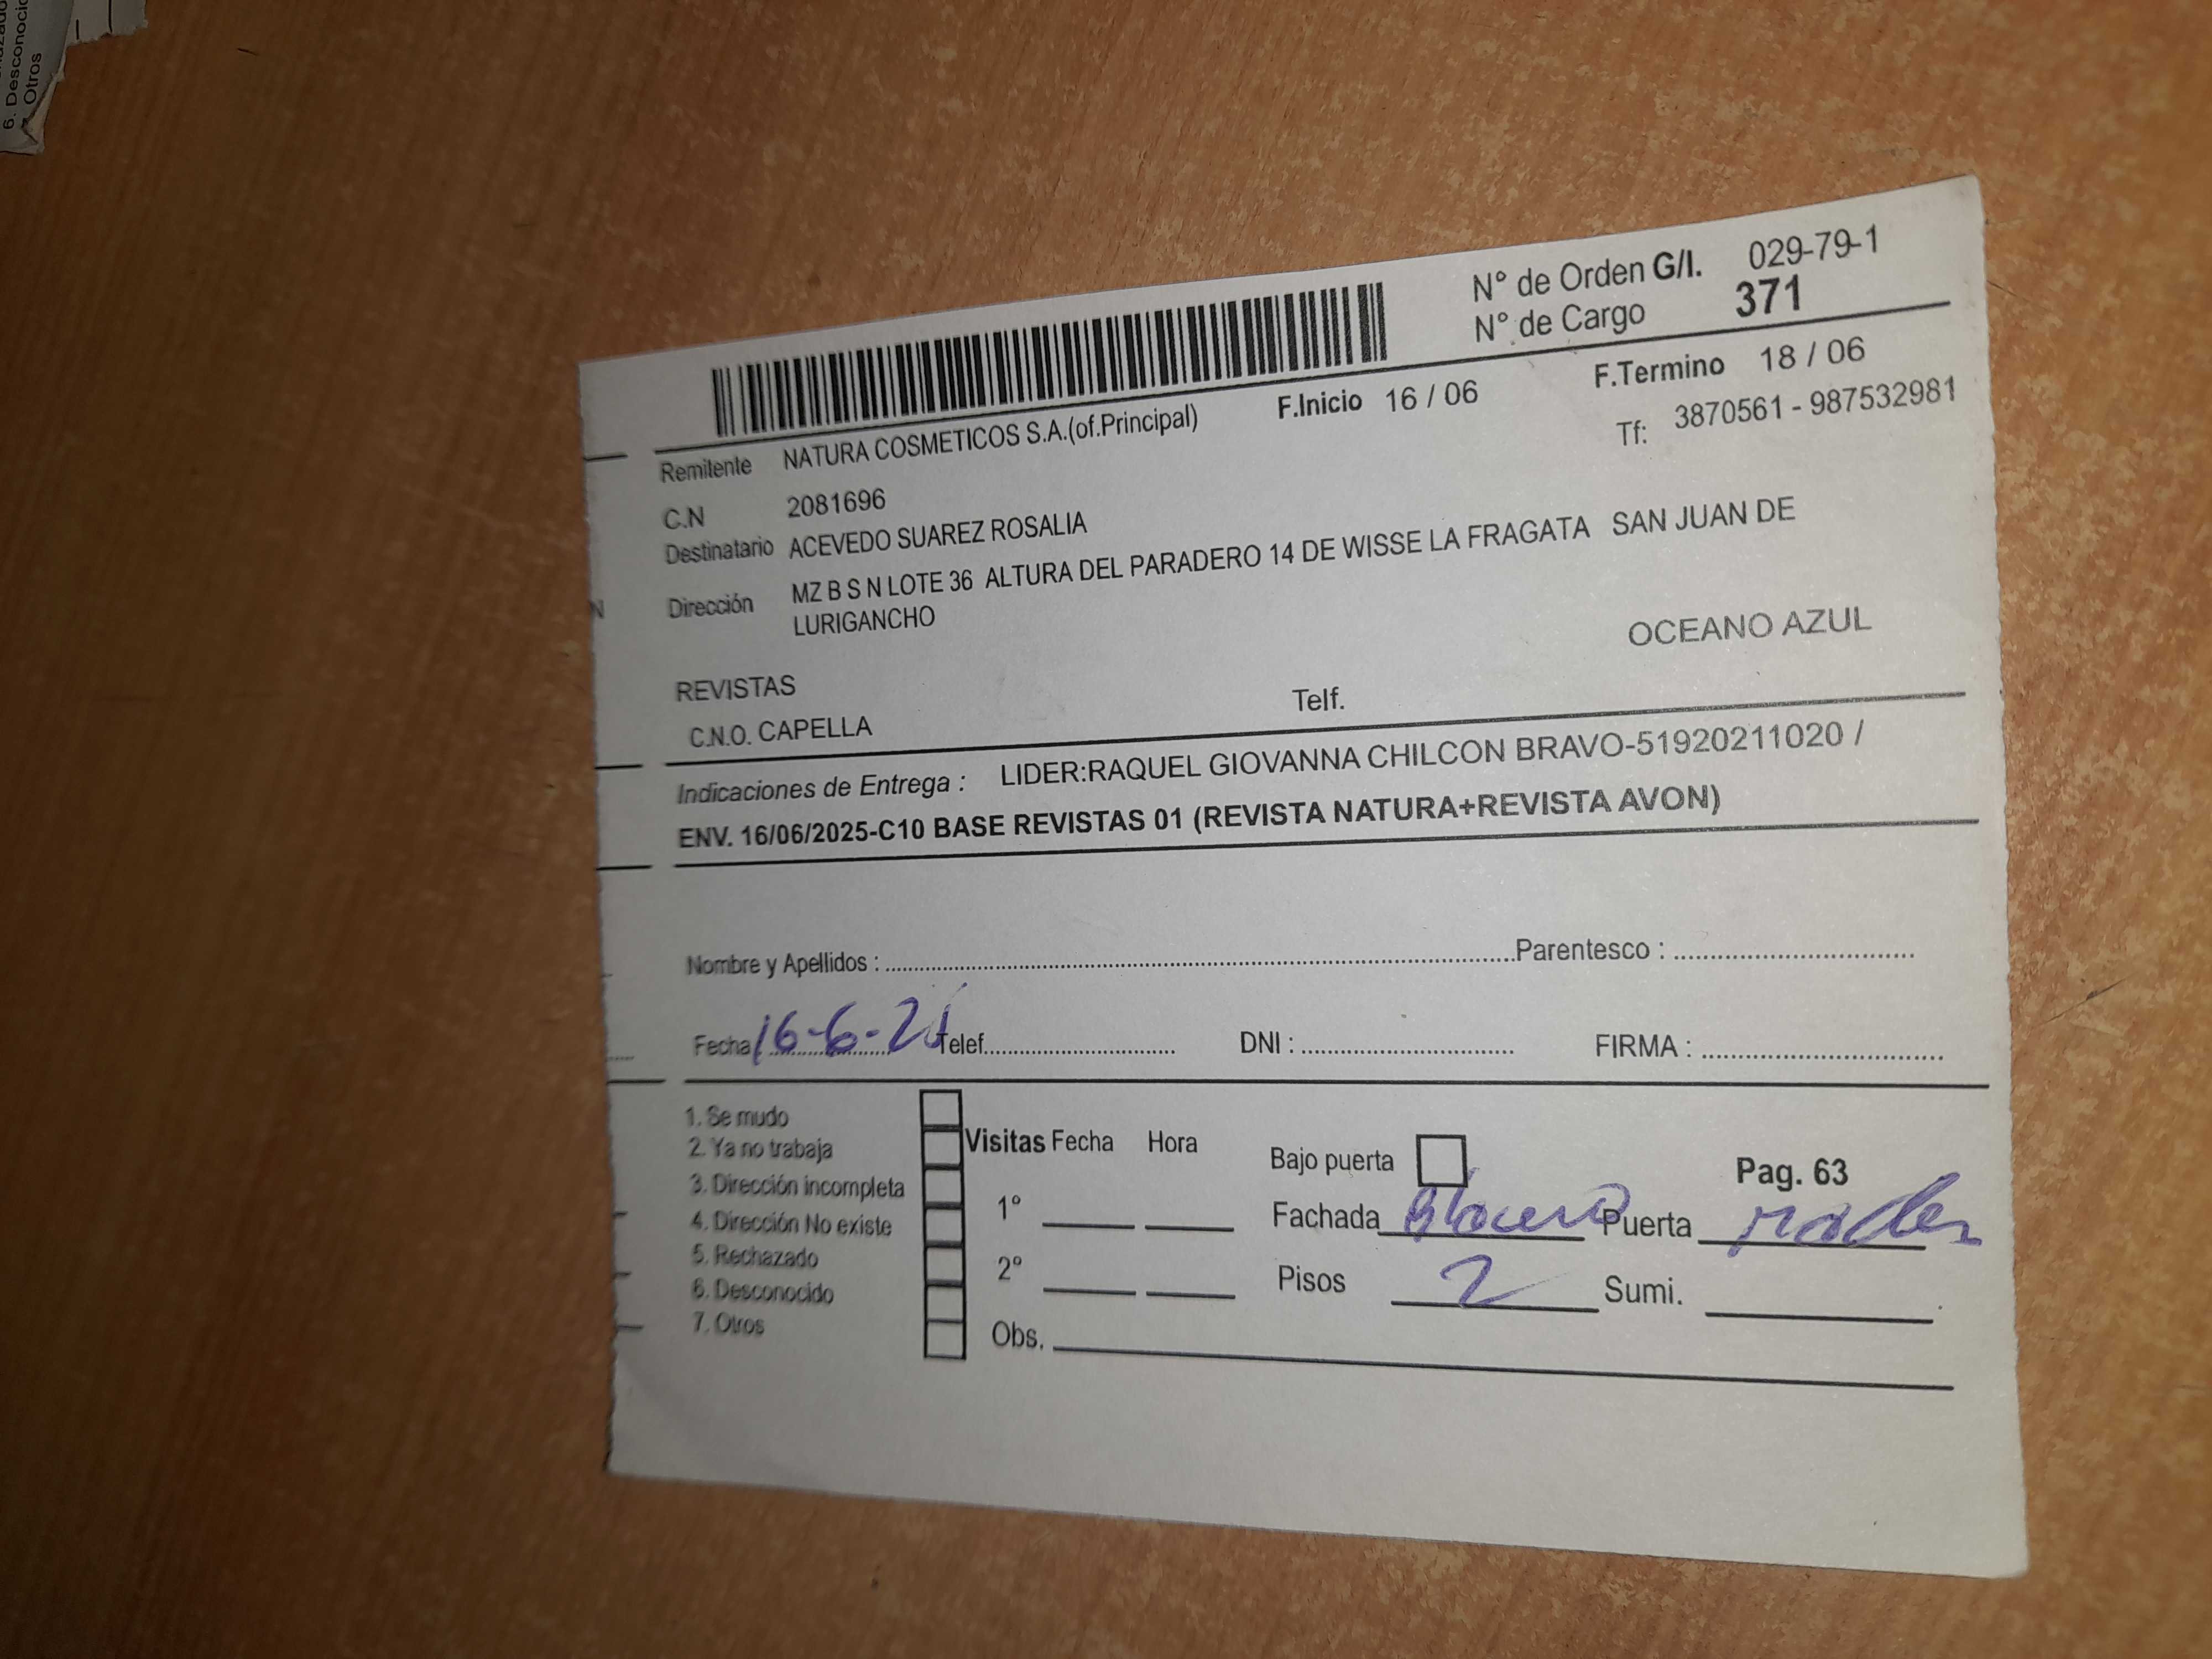 6. Desconocid
Otros
N° de Orden G/I. 029-79-1
N° de Cargo 371
F.Inicio 16 / 06 F.Termino 18 / 06
Remitente NATURA COSMETICOS S.A.(of.Principal) Tf: 3870561 - 987532981
C.N 2081696
Destinatario ACEVEDO SUAREZ ROSALIA
Dirección MZ B S N LOTE 36 ALTURA DEL PARADERO 14 DE WISSE LA FRAGATA SAN JUAN DE
LURIGANCHO
OCEANO AZUL
REVISTAS
C.N.O. CAPELLA Telf.
Indicaciones de Entrega : LIDER:RAQUEL GIOVANNA CHILCON BRAVO-51920211020 /
ENV. 16/06/2025-C10 BASE REVISTAS 01 (REVISTA NATURA+REVISTA AVON)
Nombre y Apellidos : Parentesco :
Fecha 16-6-25 Telef. DNI : FIRMA :
1. Se mudo
2. Ya no trabaja
3. Dirección incompleta
4. Dirección No existe
5. Rechazado
6. Desconocido
7. Otros
Visitas Fecha Hora
1°
2°
Obs.
Bajo puerta Pag. 63
Fachada Puerta
Pisos 2 Sumi.